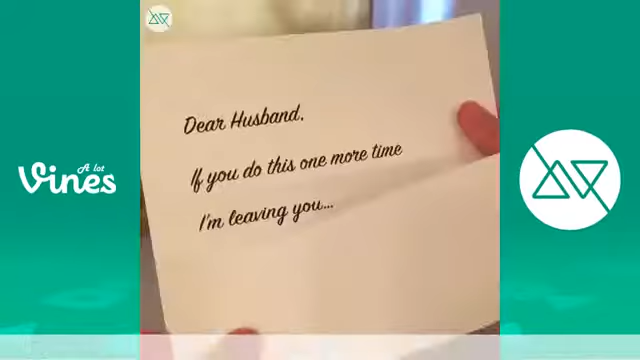 Dear Husband,
If you do this one more time
I'm leaving you...
A lot
Vines